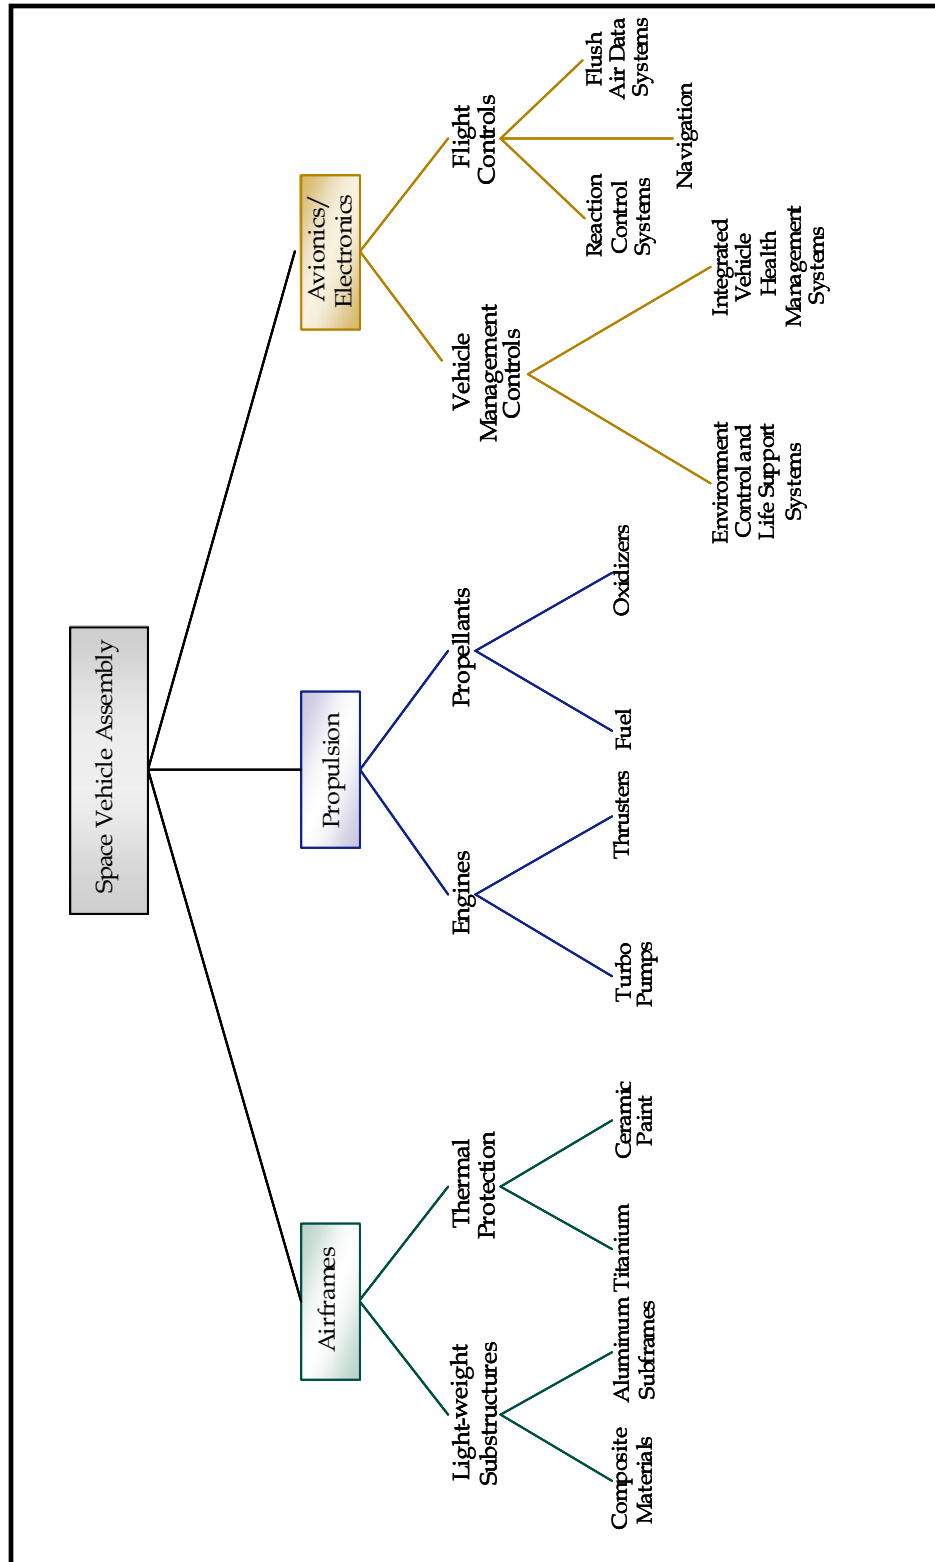 Space Vehicle Assembly
Airframes
Propulsion
Avionics/
Electronics
Light-weight
Substructures
Thermal
Protection
Engines
Propellants
Vehicle
Management
Controls
Flight
Controls
Composite
Materials
Aluminum
Subframes
Titanium
Ceramic
Paint
Turbo
Pumps
Thrusters
Fuel
Oxidizers
Environment
Control and
Life Support
Systems
Integrated
Vehicle
Health
Management
Systems
Reaction
Control
Systems
Navigation
Flush
Air Data
Systems